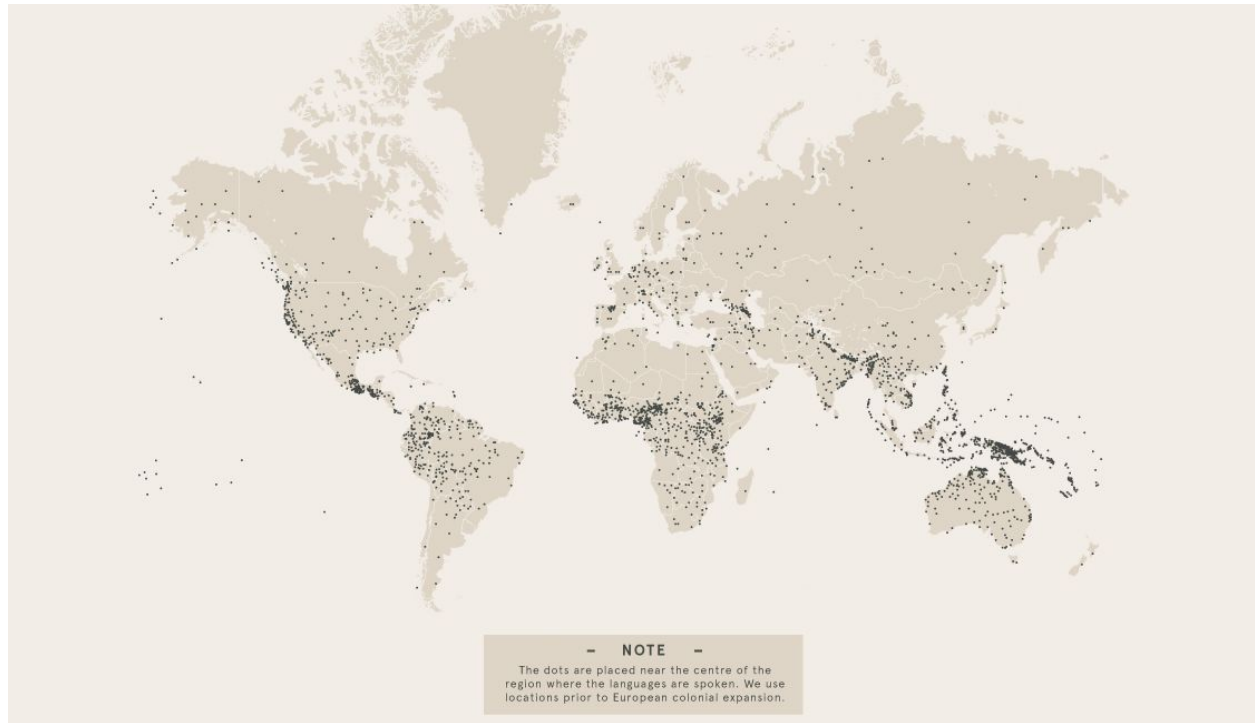 – NOTE –
The dots are placed near the centre of the
region where the languages are spoken. We use
locations prior to European colonial expansion.